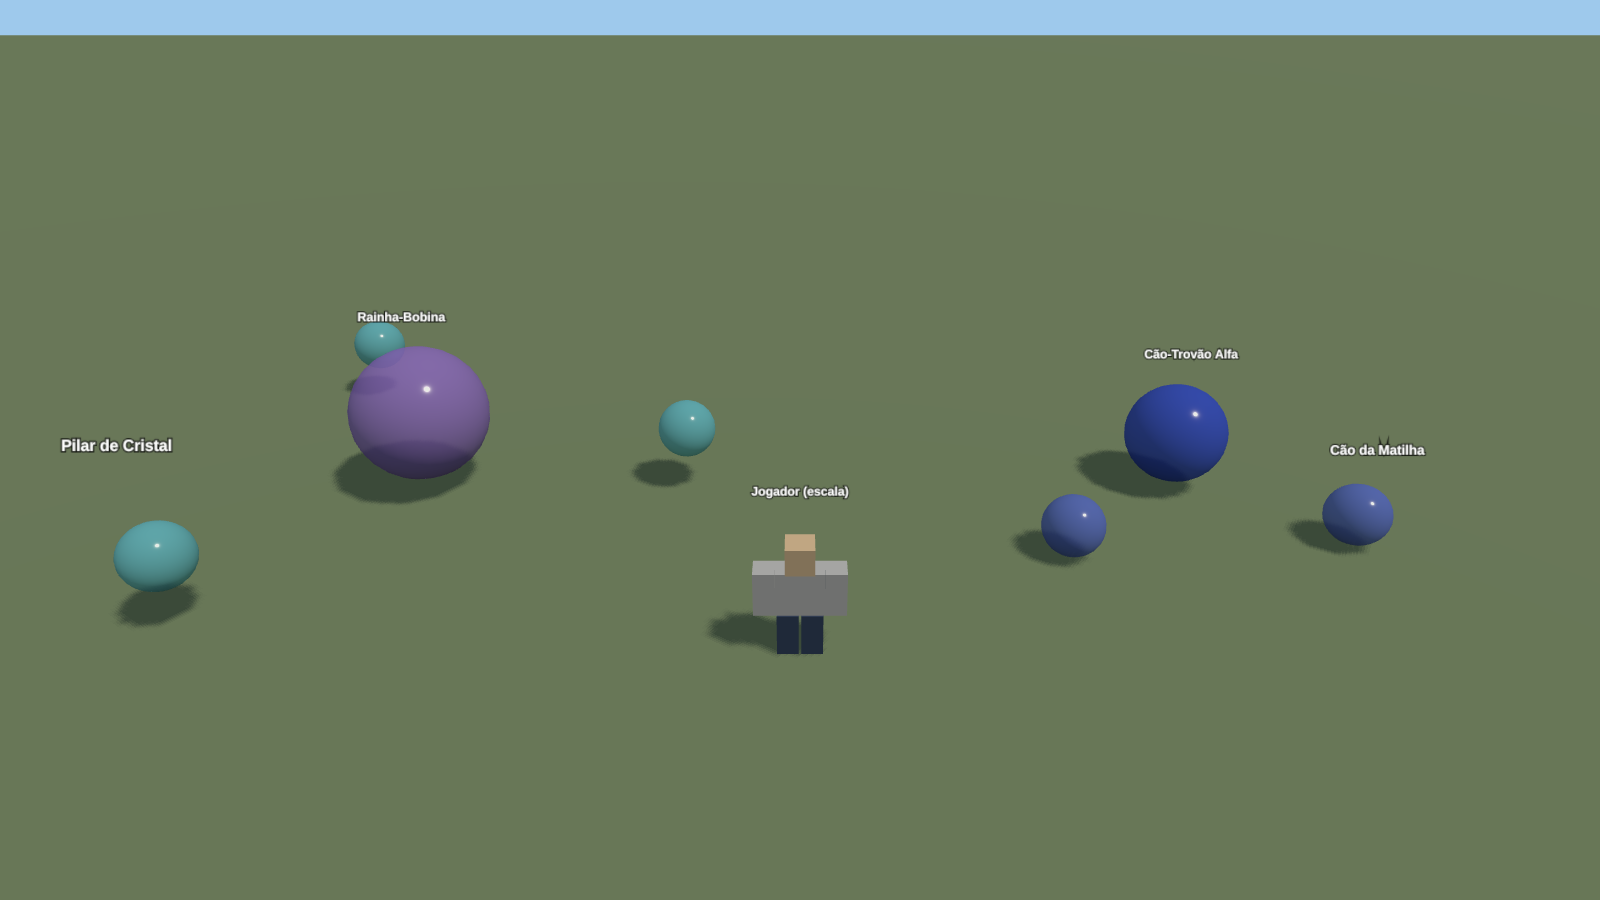 Rainha-Bobina
Cão-Trovão Alfa
Pilar de Cristal
Cão da Matilha
Jogador (escala)